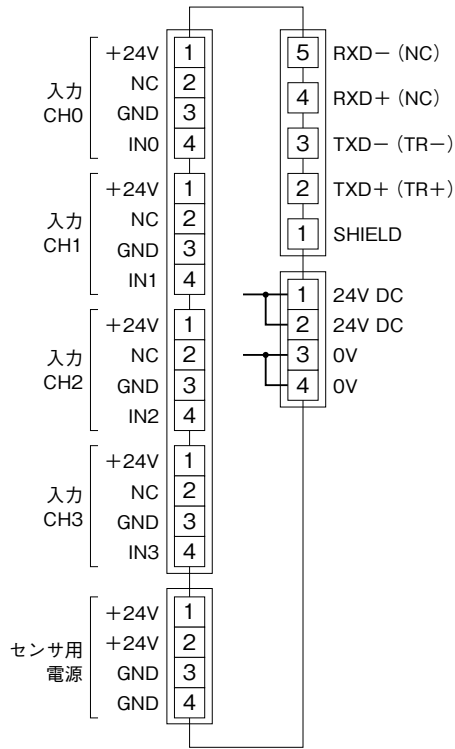 入力
CH0
+24V 1
NC 2
GND 3
IN0 4
入力
CH1
+24V 1
NC 2
GND 3
IN1 4
入力
CH2
+24V 1
NC 2
GND 3
IN2 4
入力
CH3
+24V 1
NC 2
GND 3
IN3 4
センサ用
電源
+24V 1
+24V 2
GND 3
GND 4
5 RXD−（NC）
4 RXD+（NC）
3 TXD−（TR−）
2 TXD+（TR+）
1 SHIELD
1 24V DC
2 24V DC
3 0V
4 0V